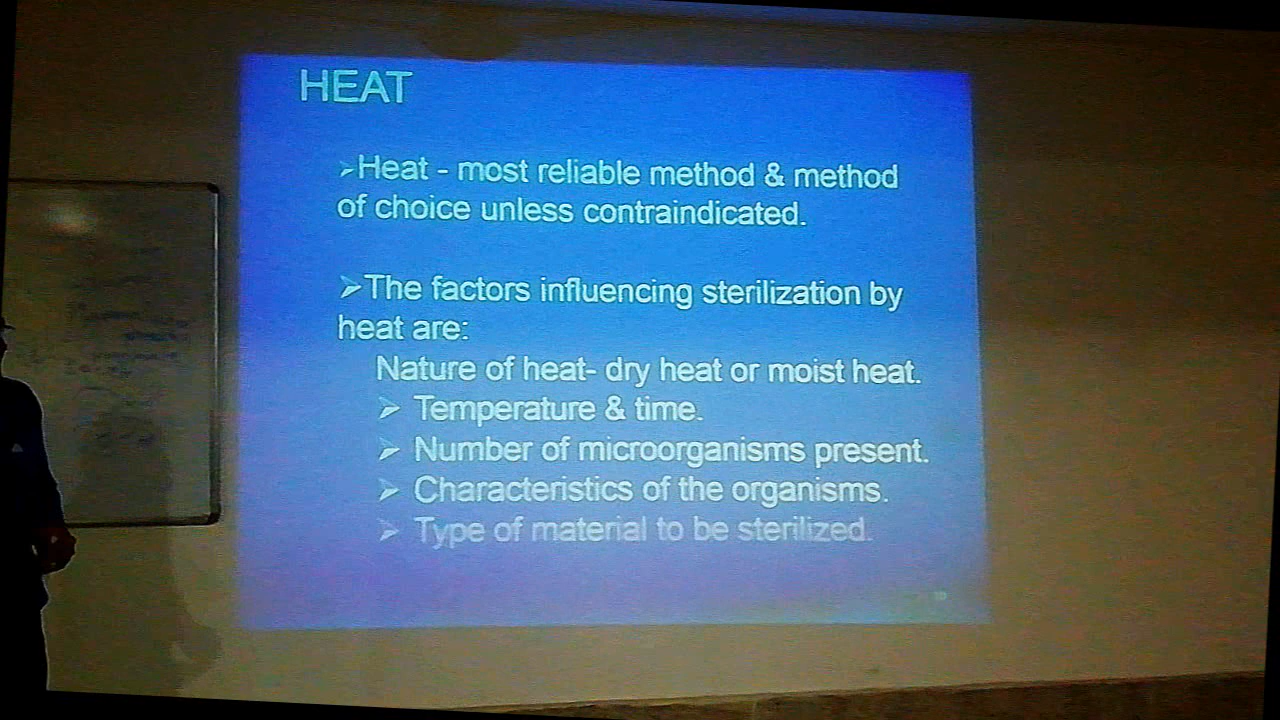 HEAT
➢Heat - most reliable method & method
of choice unless contraindicated.
➢The factors influencing sterilization by
heat are:
Nature of heat- dry heat or moist heat.
➢ Temperature & time.
➢ Number of microorganisms present.
➢ Characteristics of the organisms.
➢ Type of material to be sterilized.